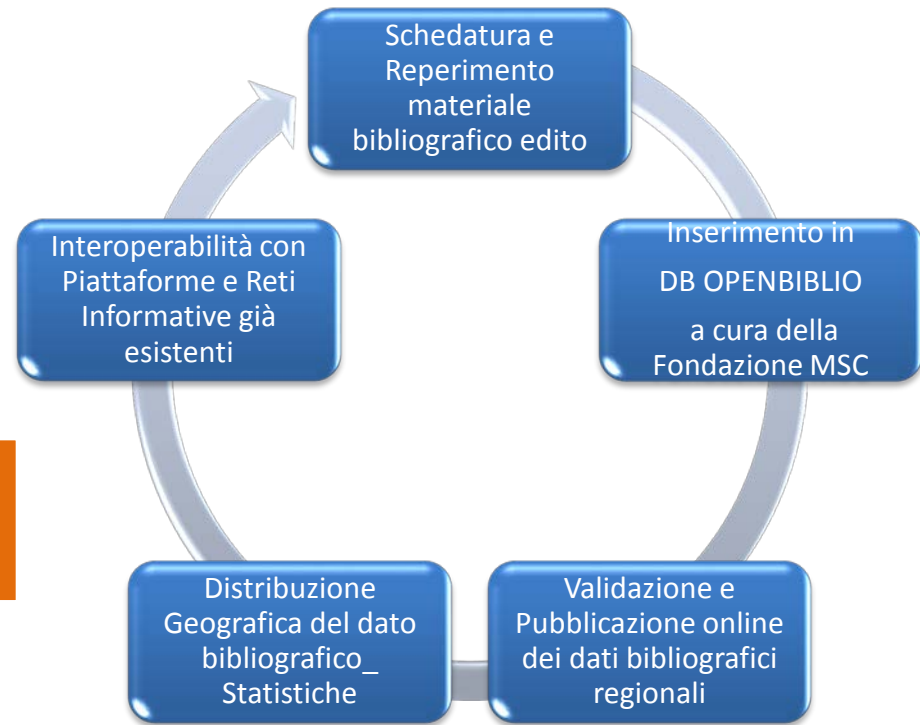 Schedatura e
Reperimento
materiale
bibliografico edito
Inserimento in
DB OPENBIBLIO
a cura della
Fondazione MSC
Validazione e
Pubblicazione online
dei dati bibliografici
regionali
Distribuzione
Geografica del dato
bibliografico_
Statistiche
Interoperabilità con
Piattaforme e Reti
Informative già
esistenti